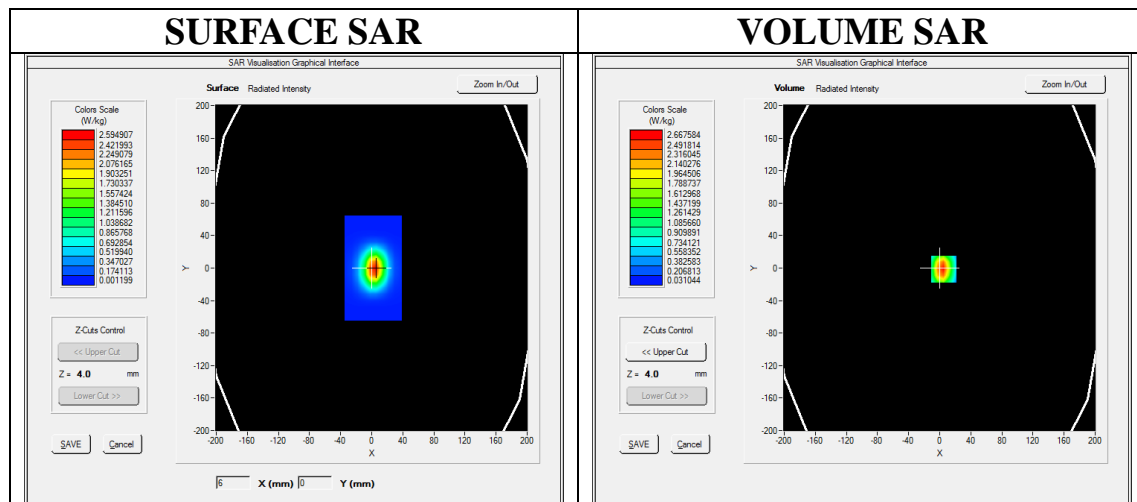 SURFACE SAR
SAR Visualisation Graphical Interface
Surface Radiated Intensity
Zoom In/Out
Colors Scale
(W/kg)
2.594907
2.421993
2.249079
2.076165
1.903251
1.730337
1.557424
1.384510
1.211596
1.038682
0.865768
0.692854
0.519940
0.347027
0.174113
0.001199
Z-Cuts Control
<< Upper Cut
Z = 4.0 mm
Lower Cut >>
SAVE Cancel
200
160
120
80
40
0
-40
-80
-120
-160
-200
Y
-200 -160 -120 -80 -40 0 40 80 120 160 200
X
6 X (mm) 0 Y (mm)
VOLUME SAR
SAR Visualisation Graphical Interface
Volume Radiated Intensity
Zoom In/Out
Colors Scale
(W/kg)
2.667584
2.491814
2.316045
2.140276
1.964506
1.788737
1.612968
1.437199
1.261429
1.085660
0.909891
0.734121
0.558352
0.382583
0.206813
0.031044
Z-Cuts Control
<< Upper Cut
Z = 4.0 mm
Lower Cut >>
SAVE Cancel
200
160
120
80
40
0
-40
-80
-120
-160
-200
Y
-200 -160 -120 -80 -40 0 40 80 120 160 200
X